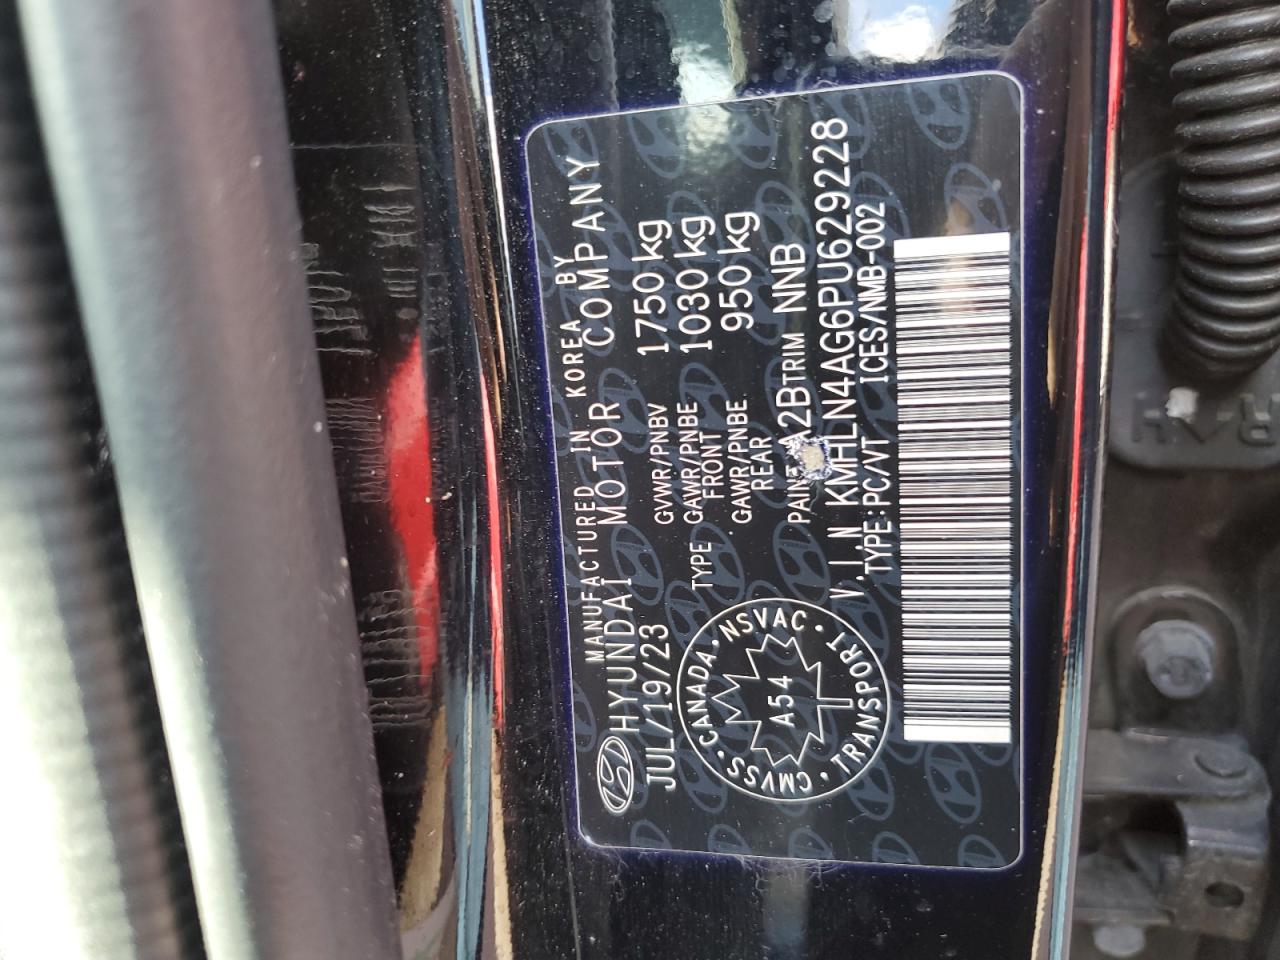 MANUFACTURED IN KOREA BY
HYUNDAI MOTOR COMPANY
JUL/19/23
GVWR/PNBV 1750 kg
TYPE GAWR/PNBE FRONT 1030 kg
GAWR/PNBE REAR 950 kg
A2B TRIM NNB
V.I.N KMHLN4AG6PU629228
TYPE:PC/VT ICES/NMB-002
CANADA · NSVAC · TRANSPORT · CMVSS
A54